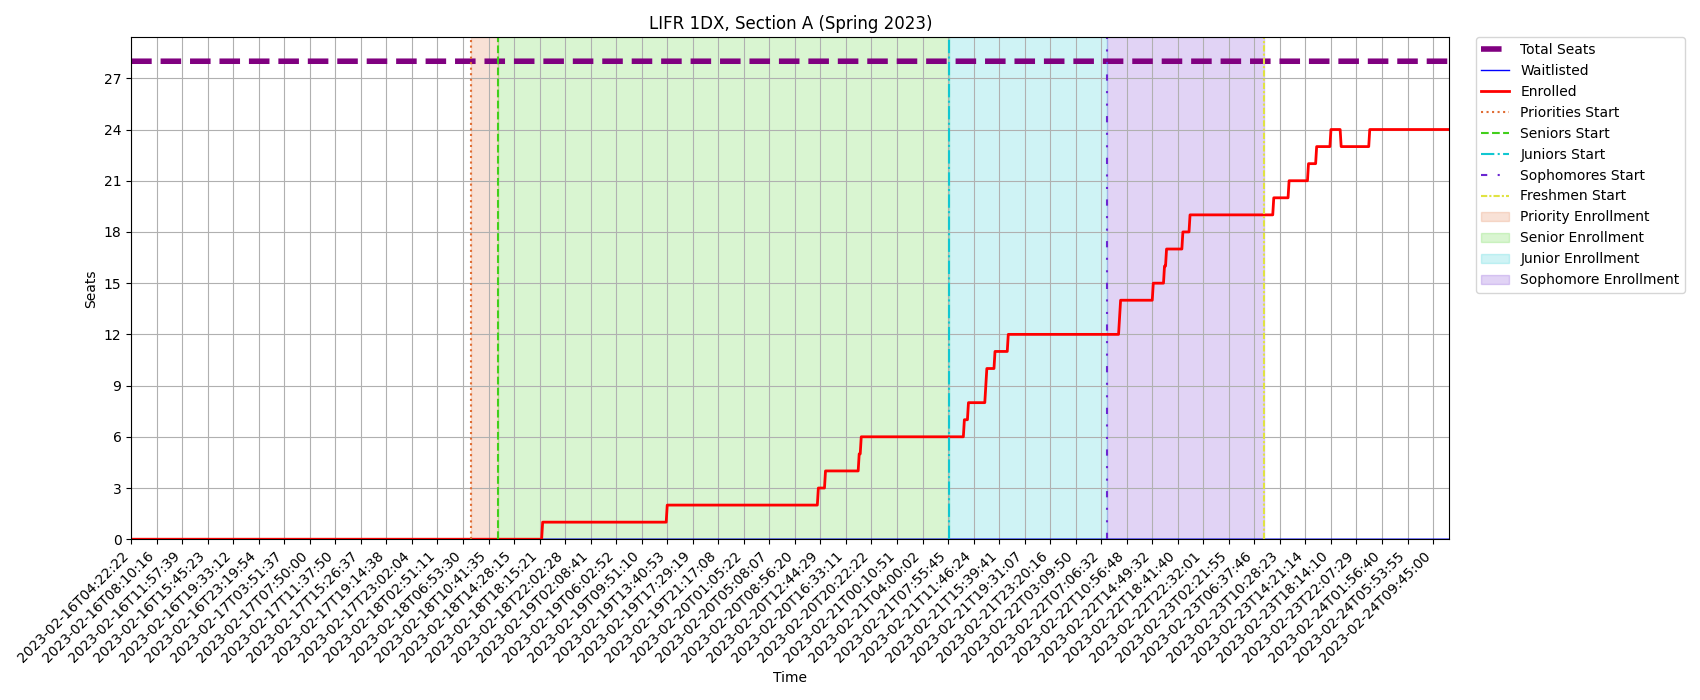 LIFR 1DX, Section A (Spring 2023)
Total Seats
Waitlisted
Enrolled
Priorities Start
Seniors Start
Juniors Start
Sophomores Start
Freshmen Start
Priority Enrollment
Senior Enrollment
Junior Enrollment
Sophomore Enrollment
Seats
27
24
21
18
15
12
9
6
3
0
2023-02-16T04:22:22
2023-02-16T08:10:16
2023-02-16T11:57:39
2023-02-16T15:45:23
2023-02-16T19:33:12
2023-02-16T23:19:54
2023-02-17T03:51:37
2023-02-17T07:50:00
2023-02-17T11:37:50
2023-02-17T15:26:37
2023-02-17T19:14:38
2023-02-17T23:02:04
2023-02-18T02:51:11
2023-02-18T06:53:30
2023-02-18T10:41:35
2023-02-18T14:28:15
2023-02-18T18:15:21
2023-02-18T22:02:28
2023-02-19T02:08:41
2023-02-19T06:02:52
2023-02-19T09:51:10
2023-02-19T13:40:53
2023-02-19T17:29:19
2023-02-19T21:17:08
2023-02-20T01:05:22
2023-02-20T05:08:07
2023-02-20T08:56:20
2023-02-20T12:44:29
2023-02-20T16:33:11
2023-02-20T20:22:22
2023-02-21T00:10:51
2023-02-21T04:00:02
2023-02-21T07:55:45
2023-02-21T11:46:24
2023-02-21T15:39:41
2023-02-21T19:31:07
2023-02-21T23:20:16
2023-02-22T03:09:50
2023-02-22T07:06:32
2023-02-22T10:56:48
2023-02-22T14:49:32
2023-02-22T18:41:40
2023-02-22T22:32:01
2023-02-23T02:21:55
2023-02-23T06:37:46
2023-02-23T10:28:23
2023-02-23T14:21:14
2023-02-23T18:14:10
2023-02-23T22:07:29
2023-02-24T01:56:40
2023-02-24T05:53:55
2023-02-24T09:45:00
Time